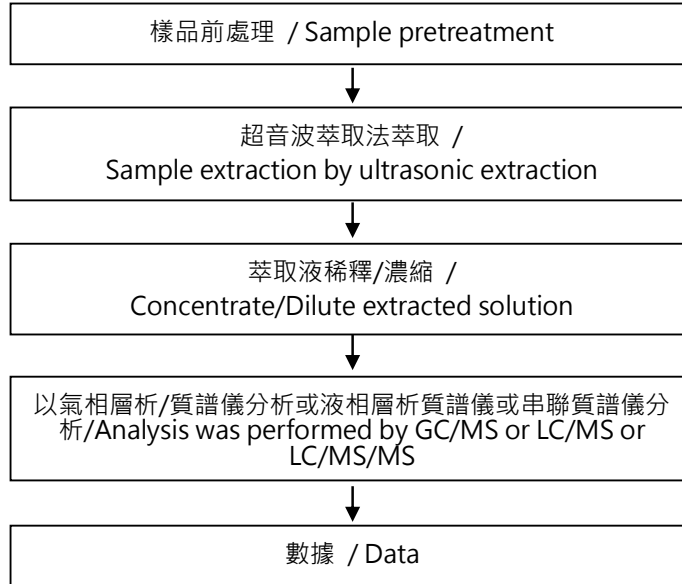 樣品前處理 / Sample pretreatment
超音波萃取法萃取 /
Sample extraction by ultrasonic extraction
萃取液稀釋/濃縮 /
Concentrate/Dilute extracted solution
以氣相層析/質譜儀分析或液相層析質譜儀或串聯質譜儀分
析/Analysis was performed by GC/MS or LC/MS or
LC/MS/MS
數據 / Data